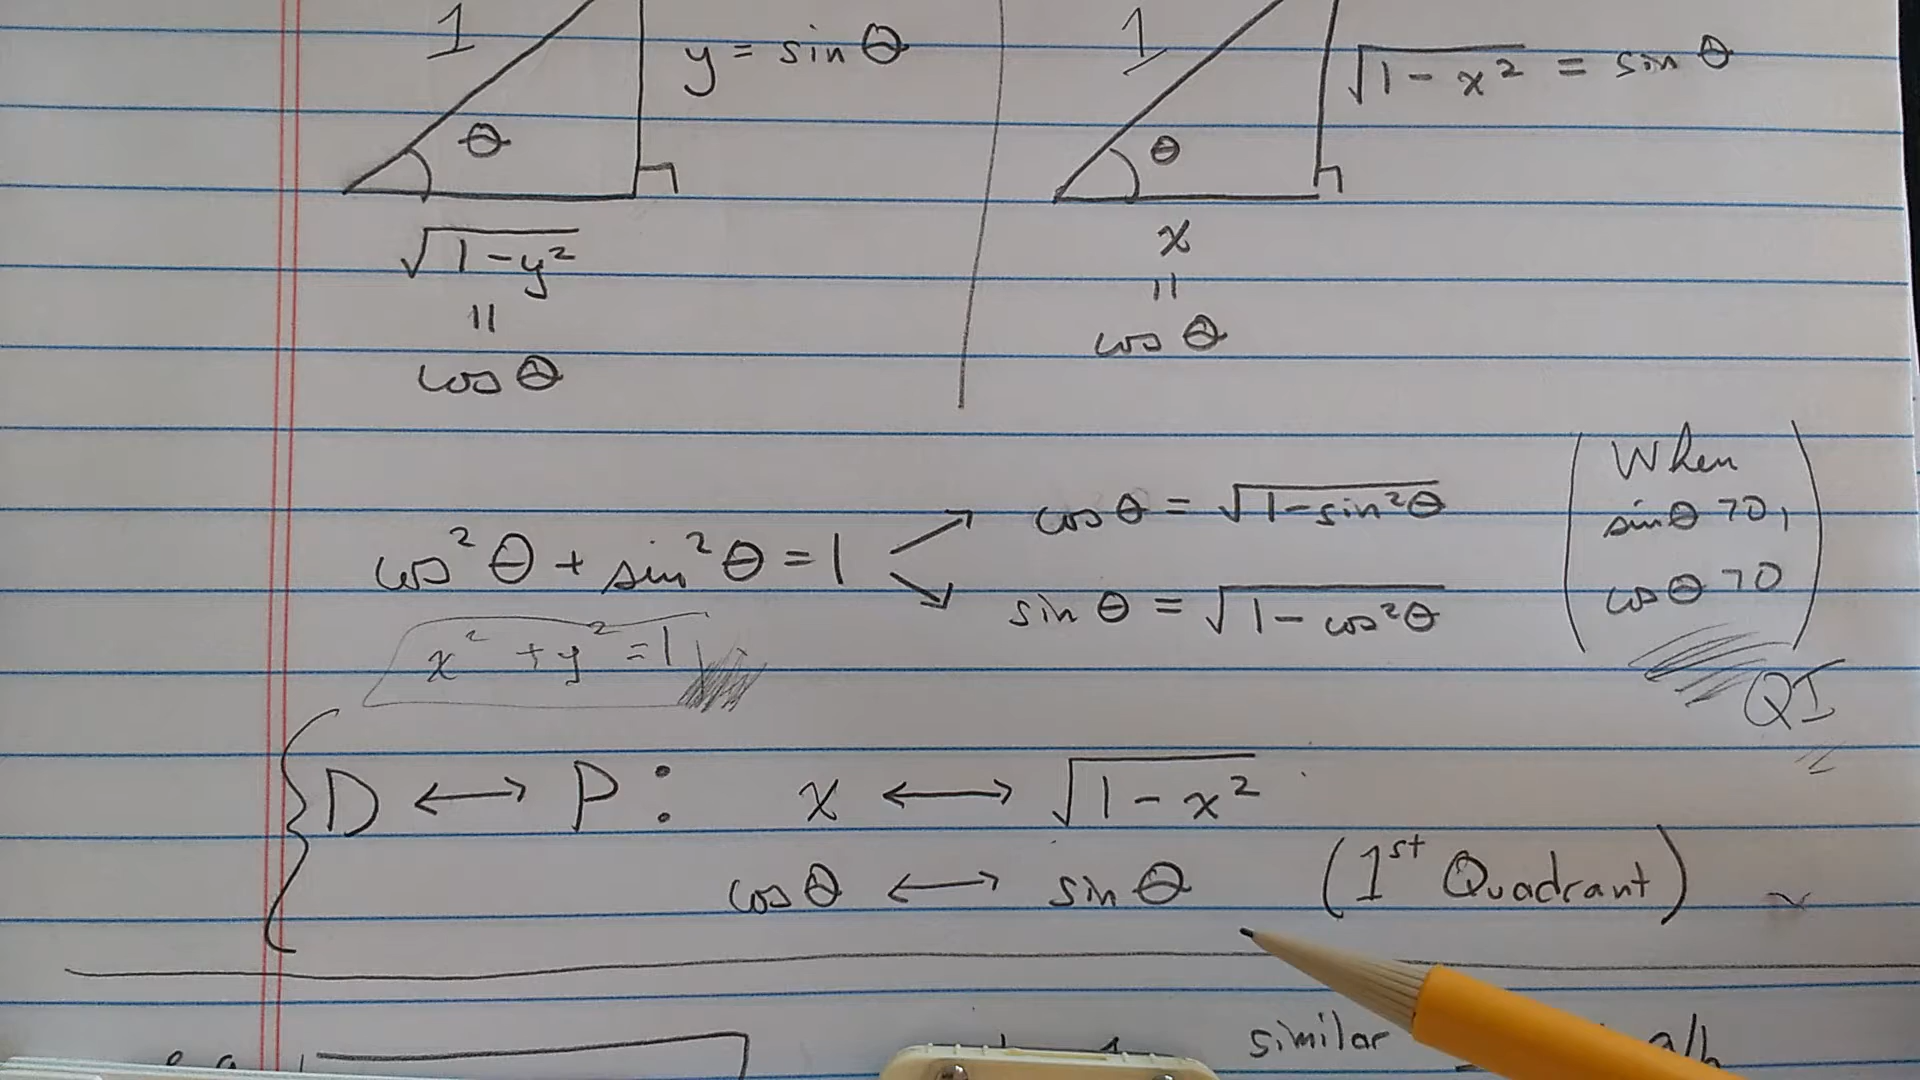 1
y = sin θ
θ
√(1-y²)
=
cos θ
1
√(1-x²) = sin θ
θ
x
=
cos θ
cos²θ + sin²θ = 1
cos θ = √(1-sin²θ)
sin θ = √(1-cos²θ)
(When
sin θ > 0,
cos θ > 0)
QI
x² + y² = 1
D ↔ P: x ↔ √(1-x²)
cos θ ↔ sin θ (1st Quadrant)
similar